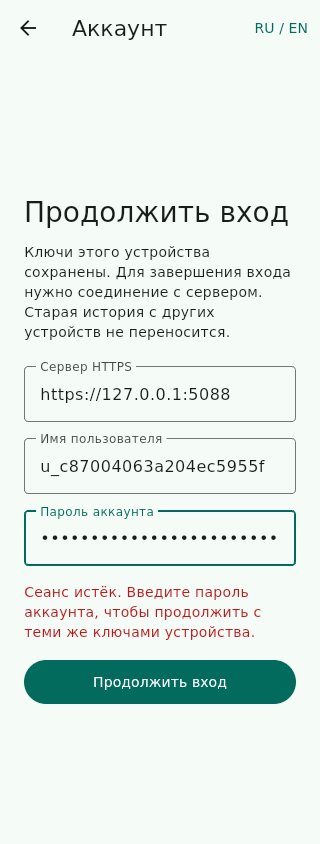 Аккаунт
RU / EN
Продолжить вход
Ключи этого устройства
сохранены. Для завершения входа
нужно соединение с сервером.
Старая история с других
устройств не переносится.
Сервер HTTPS
https://127.0.0.1:5088
Имя пользователя
u_c87004063a204ec5955f
Пароль аккаунта
••••••••••••••••••••••••
Сеанс истёк. Введите пароль
аккаунта, чтобы продолжить с
теми же ключами устройства.
Продолжить вход